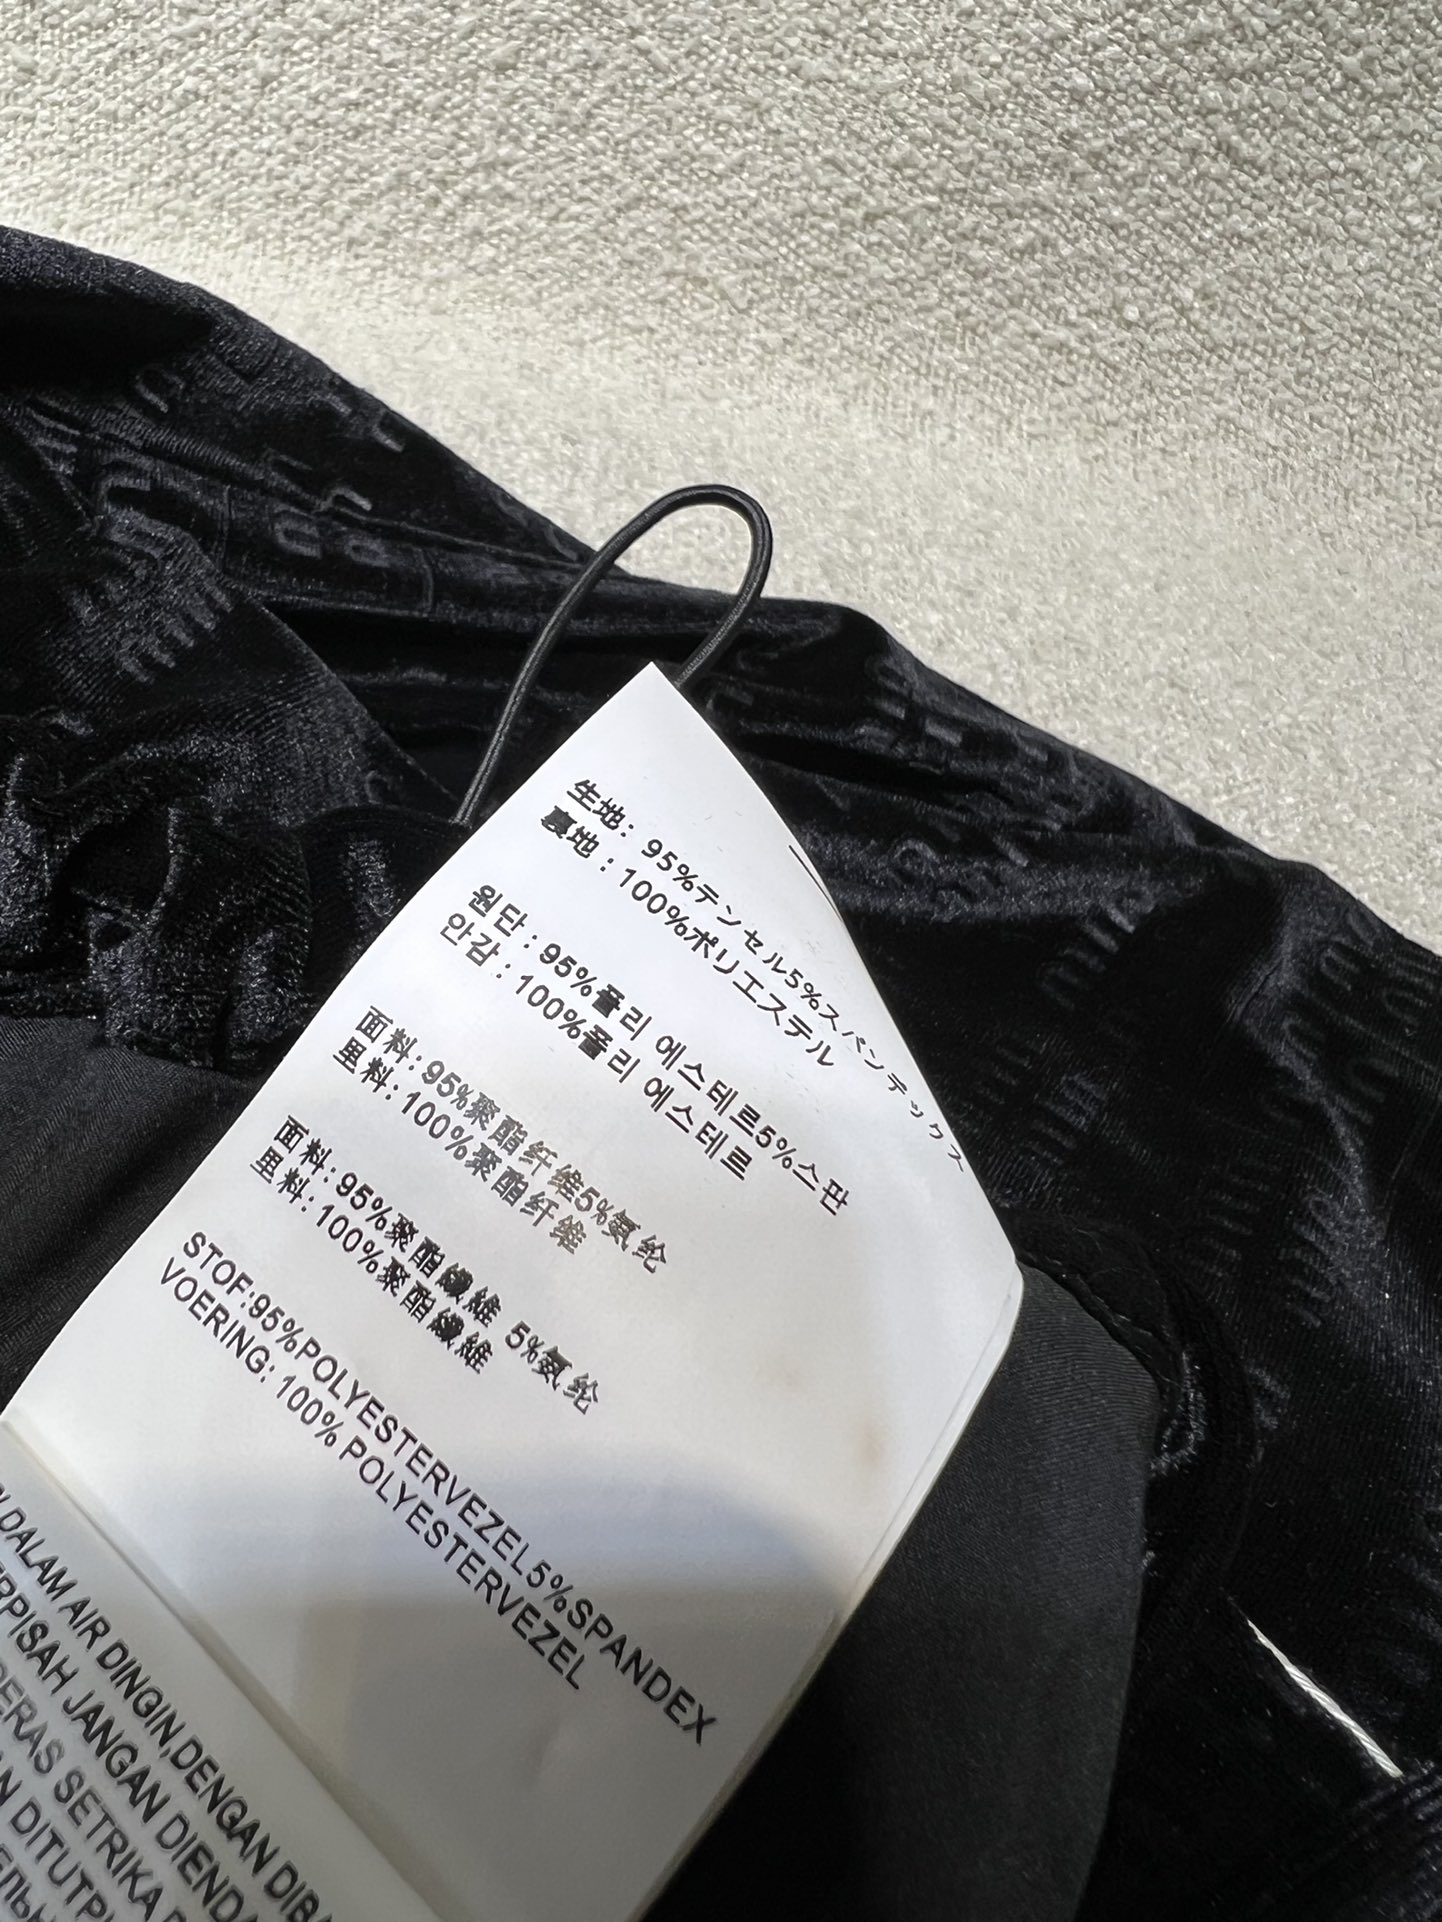 生地: 95%テンセル5%スパンテックス
裏地: 100%ポリエステル
원단: 95%폴리 에스테르5%스판
안감: 100%폴리 에스테르
面料: 95%聚酯纤维5%氨纶
里料: 100%聚酯纤维
面料: 95%聚酯纖維 5%氨纶
里料: 100%聚酯纖維
STOF:95%POLYESTERVEZEL5%SPANDEX
VOERING: 100% POLYESTERVEZEL
DALAM AIR DINGIN,DENGAN
JANGAN
SETRIKA